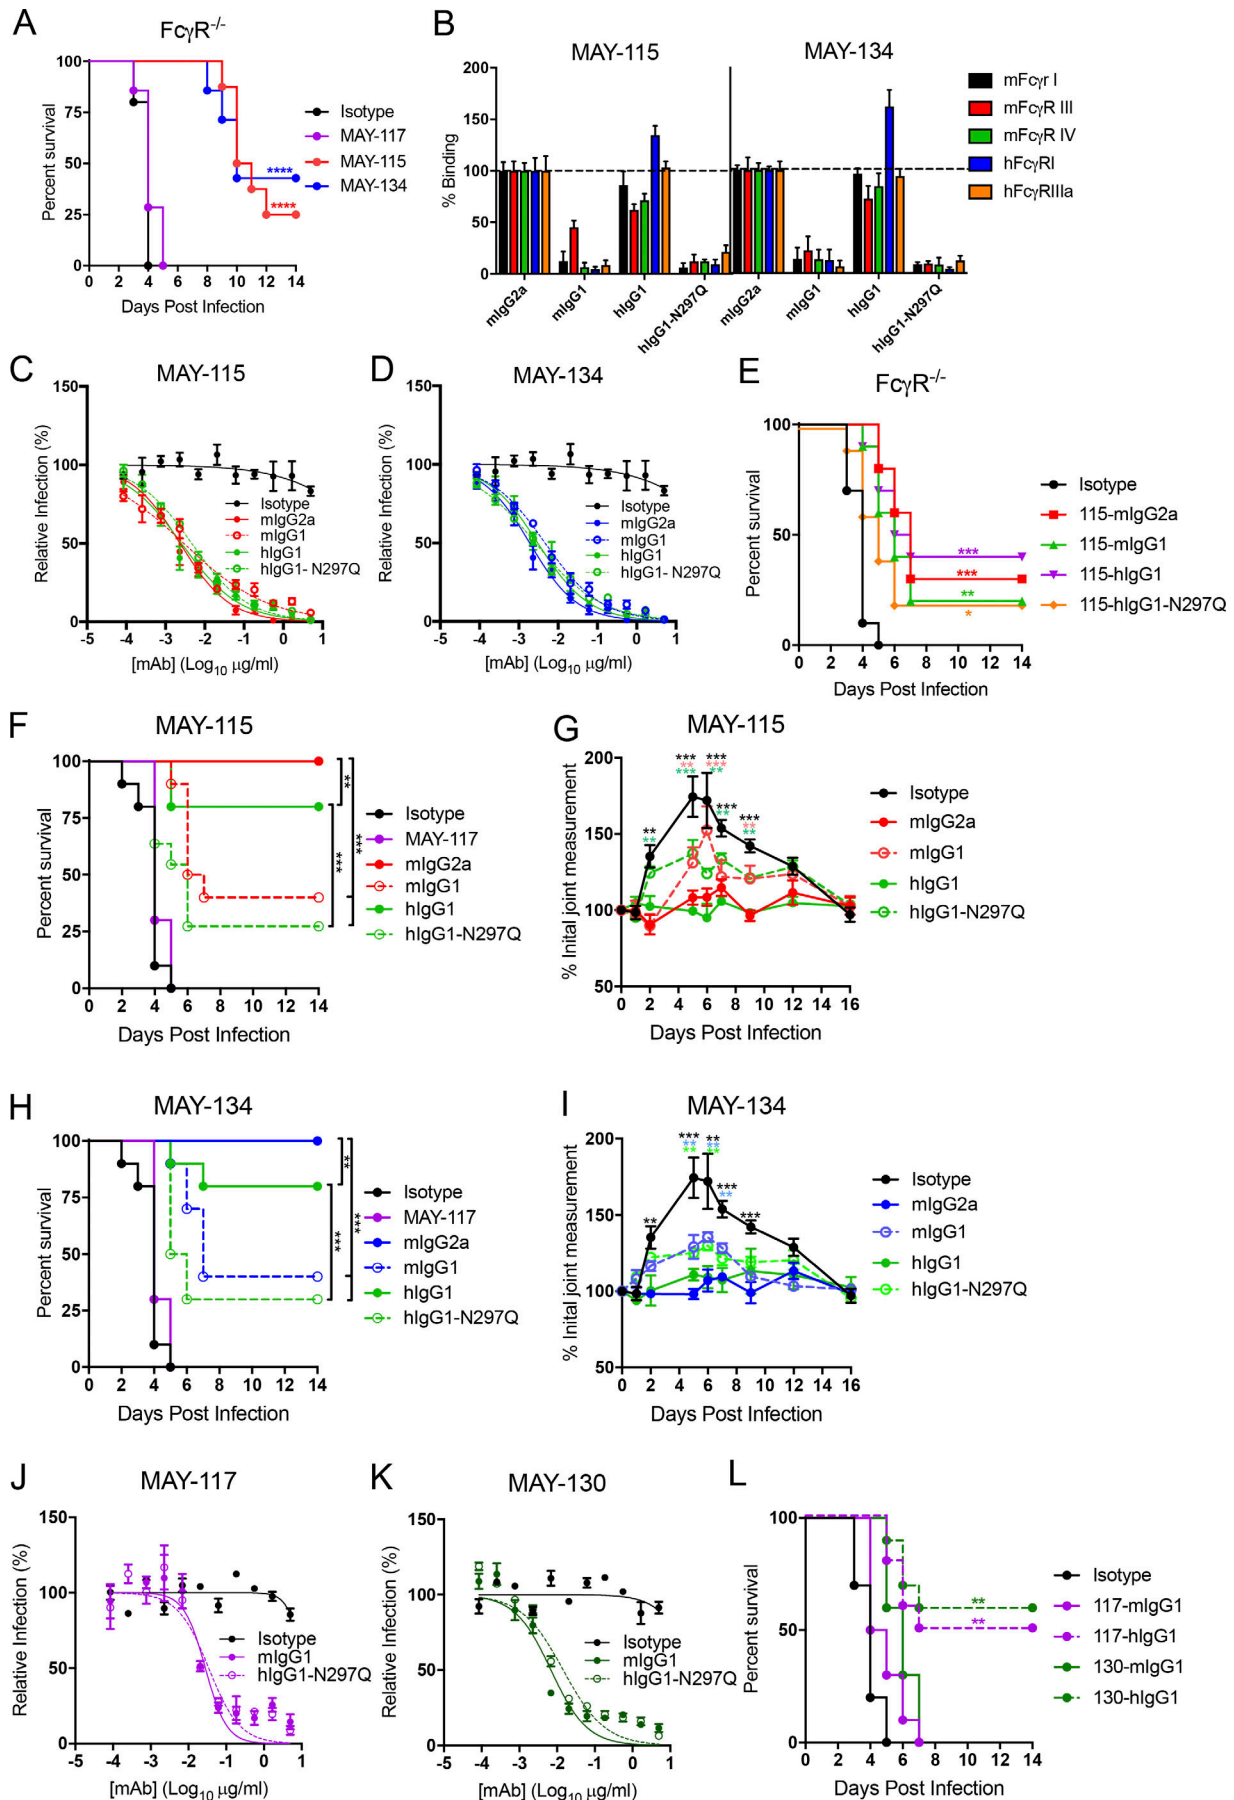 A
FcγR-/-
Percent survival
100
75
50
25
0
0 2 4 6 8 10 12 14
Days Post Infection
Isotype
MAY-117
MAY-115
MAY-134
****
****
B
MAY-115 MAY-134
% Binding
200
150
100
50
0
mIgG2a mIgG1 hIgG1 hIgG1-N297Q mIgG2a mIgG1 hIgG1 hIgG1-N297Q
mFcγr I
mFcγR III
mFcγR IV
hFcγRI
hFcγRIIIa
C
MAY-115
Relative Infection (%)
150
100
50
0
-5 -4 -3 -2 -1 0 1
[mAb] (Log10 μg/ml)
Isotype
mIgG2a
mIgG1
hIgG1
hIgG1- N297Q
D
MAY-134
Relative Infection (%)
150
100
50
0
-5 -4 -3 -2 -1 0 1
[mAb] (Log10 μg/ml)
Isotype
mIgG2a
mIgG1
hIgG1
hIgG1- N297Q
E
FcγR-/-
Percent survival
100
50
0
0 2 4 6 8 10 12 14
Days Post Infection
***
***
**
*
Isotype
115-mIgG2a
115-mIgG1
115-hIgG1
115-hIgG1-N297Q
F
MAY-115
Percent survival
100
75
50
25
0
0 2 4 6 8 10 12 14
Days Post Infection
**
***
***
Isotype
MAY-117
mIgG2a
mIgG1
hIgG1
hIgG1-N297Q
G
MAY-115
% Inital joint measurement
200
150
100
50
0 2 4 6 8 10 12 14 16
Days Post Infection
**
**
***
**
***
***
***
**
***
**
***
**
**
Isotype
mIgG2a
mIgG1
hIgG1
hIgG1-N297Q
H
MAY-134
Percent survival
100
75
50
25
0
0 2 4 6 8 10 12 14
Days Post Infection
**
***
***
Isotype
MAY-117
mIgG2a
mIgG1
hIgG1
hIgG1-N297Q
I
MAY-134
% Inital joint measurement
200
150
100
50
0 2 4 6 8 10 12 14 16
Days Post Infection
**
***
**
**
**
**
**
***
**
***
Isotype
mIgG2a
mIgG1
hIgG1
hIgG1-N297Q
J
MAY-117
Relative Infection (%)
150
100
50
0
-5 -4 -3 -2 -1 0 1
[mAb] (Log10 μg/ml)
Isotype
mIgG1
hIgG1-N297Q
K
MAY-130
Relative Infection (%)
150
100
50
0
-5 -4 -3 -2 -1 0 1
[mAb] (Log10 μg/ml)
Isotype
mIgG1
hIgG1-N297Q
L
Percent survival
100
50
0
0 2 4 6 8 10 12 14
Days Post Infection
**
**
Isotype
117-mIgG1
117-hIgG1
130-mIgG1
130-hIgG1